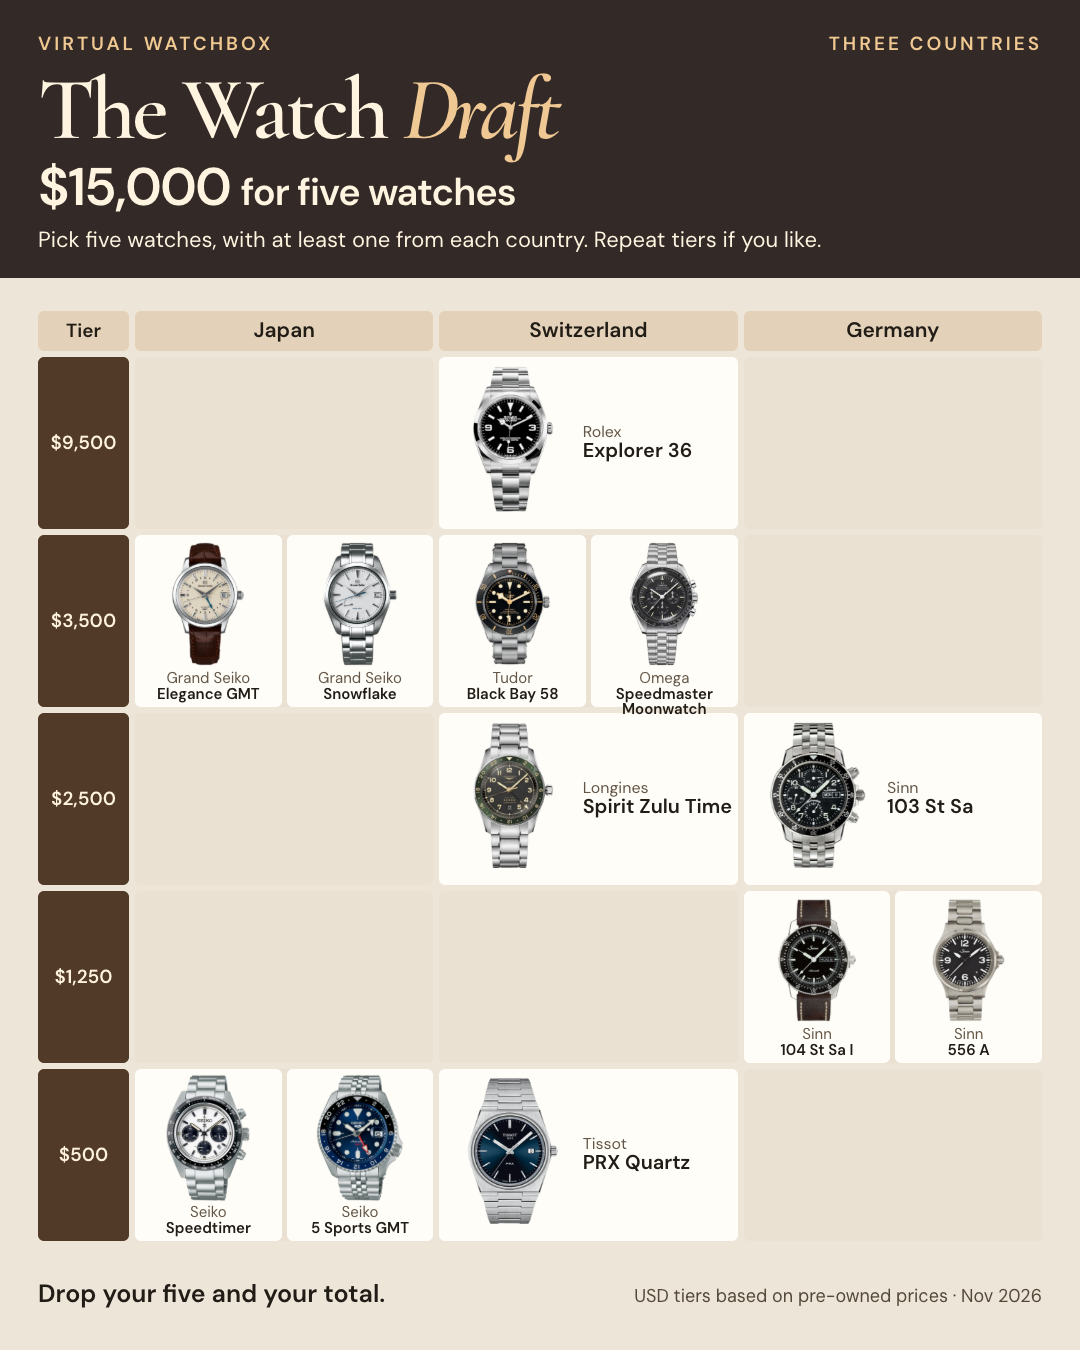 VIRTUAL WATCHBOX
THREE COUNTRIES
The Watch Draft
$15,000 for five watches
Pick five watches, with at least one from each country. Repeat tiers if you like.
Tier
Japan
Switzerland
Germany
$9,500
Rolex
Explorer 36
$3,500
Grand Seiko
Elegance GMT
Grand Seiko
Snowflake
Tudor
Black Bay 58
Omega
Speedmaster
Moonwatch
$2,500
Longines
Spirit Zulu Time
Sinn
103 St Sa
$1,250
Sinn
104 St Sa I
Sinn
556 A
$500
Seiko
Speedtimer
Seiko
5 Sports GMT
Tissot
PRX Quartz
Drop your five and your total.
USD tiers based on pre-owned prices · Nov 2026